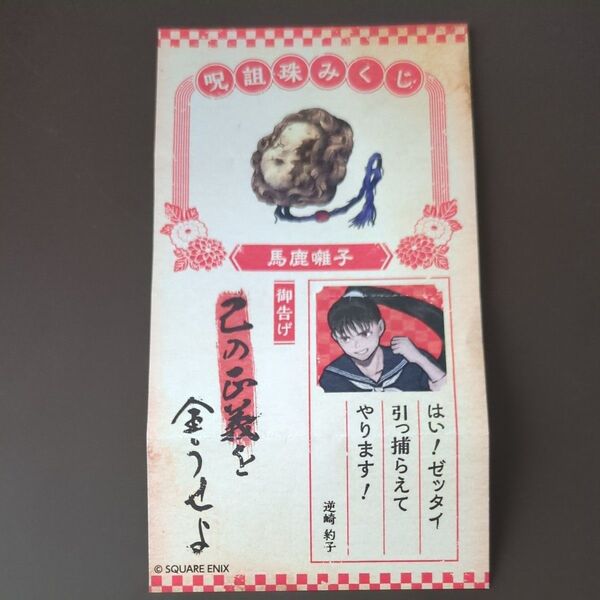 呪詛珠みくじ
馬鹿囃子
御告げ
己の正義を
全うせよ
はい！ゼッタイ
引っ捕らえて
やります！
逆崎 約子
© SQUARE ENIX